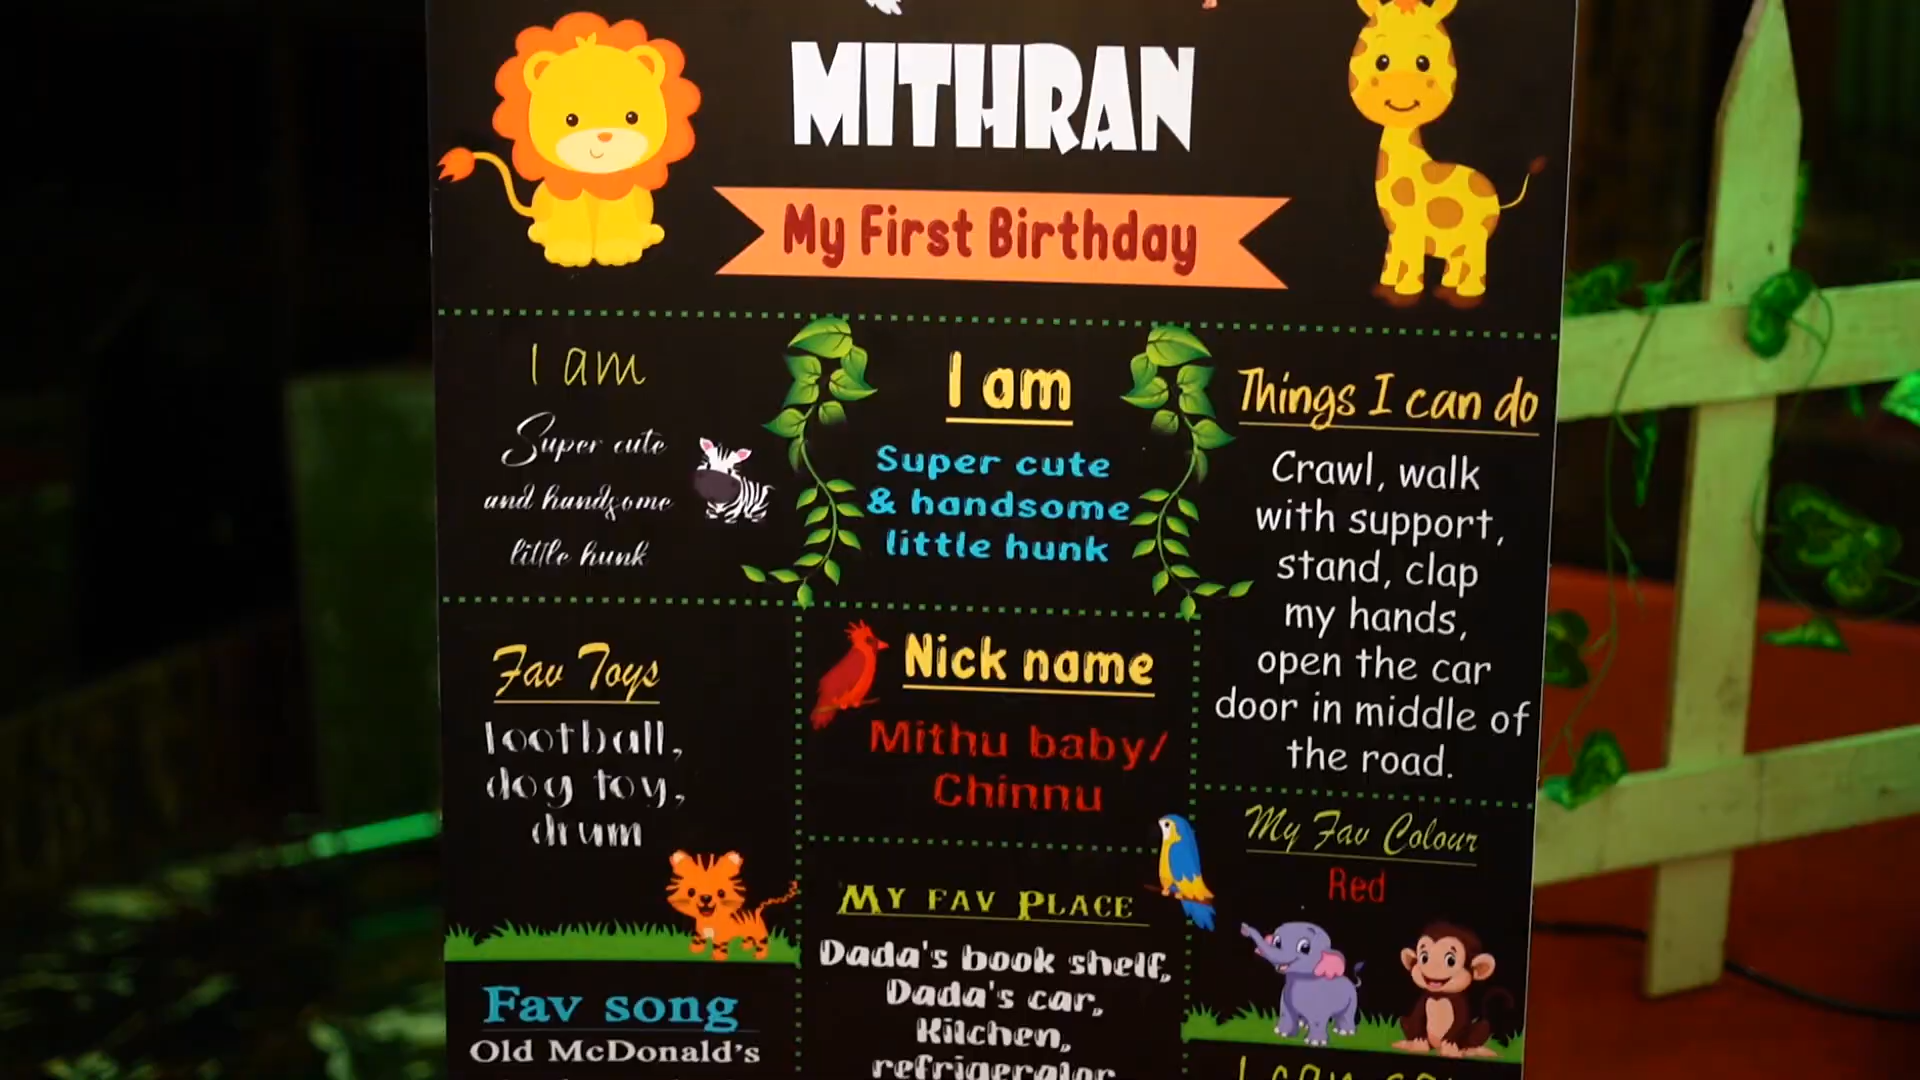 MITHRAN
My First Birthday
I am
Super cute
and handsome
little hunk
I am
Super cute
& handsome
little hunk
Things I can do
Crawl, walk
with support,
stand, clap
my hands,
open the car
door in middle of
the road.
Fav Toys
football,
dog toy,
drum
Nick name
Mithu baby/
Chinnu
My Fav Colour
Red
MY FAV PLACE
Dada's book shelf,
Dada's car,
Kitchen,
refrigerator
Fav song
Old McDonald's
I can